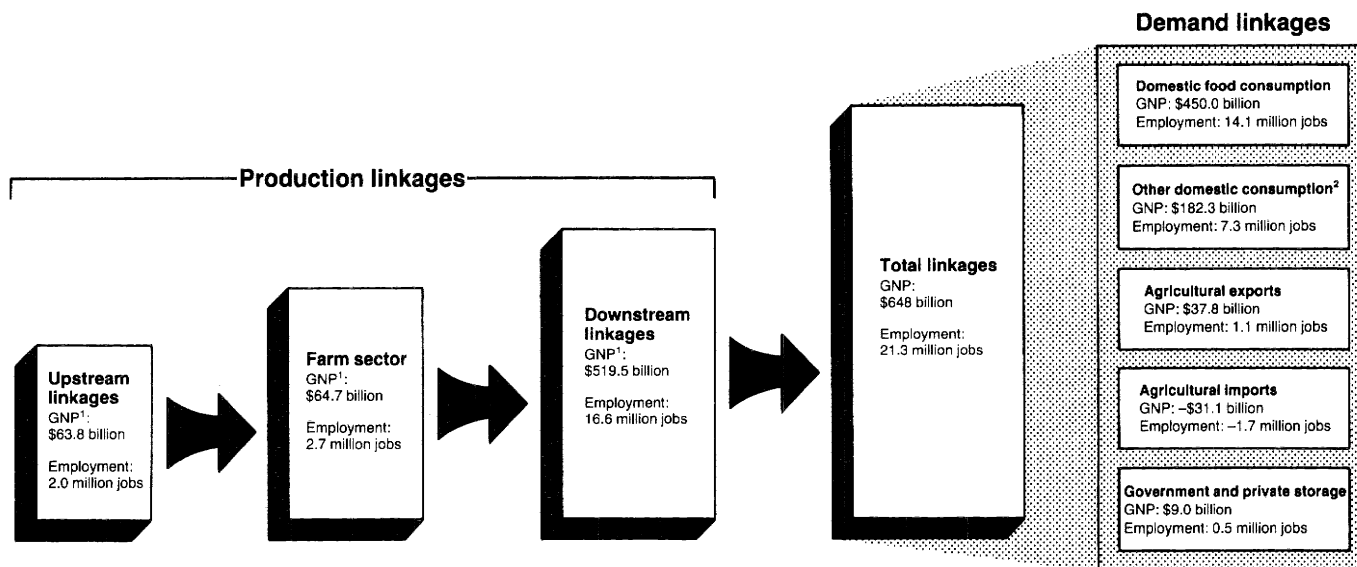 Demand linkages
Domestic food consumption
GNP: $450.0 billion
Employment: 14.1 million jobs
Other domestic consumption²
GNP: $182.3 billion
Employment: 7.3 million jobs
Agricultural exports
GNP: $37.8 billion
Employment: 1.1 million jobs
Agricultural imports
GNP: –$31.1 billion
Employment: –1.7 million jobs
Government and private storage
GNP: $9.0 billion
Employment: 0.5 million jobs
Production linkages
Upstream
linkages
GNP¹:
$63.8 billion
Employment:
2.0 million jobs
Farm sector
GNP¹:
$64.7 billion
Employment:
2.7 million jobs
Downstream
linkages
GNP¹:
$519.5 billion
Employment:
16.6 million jobs
Total linkages
GNP:
$648 billion
Employment:
21.3 million jobs